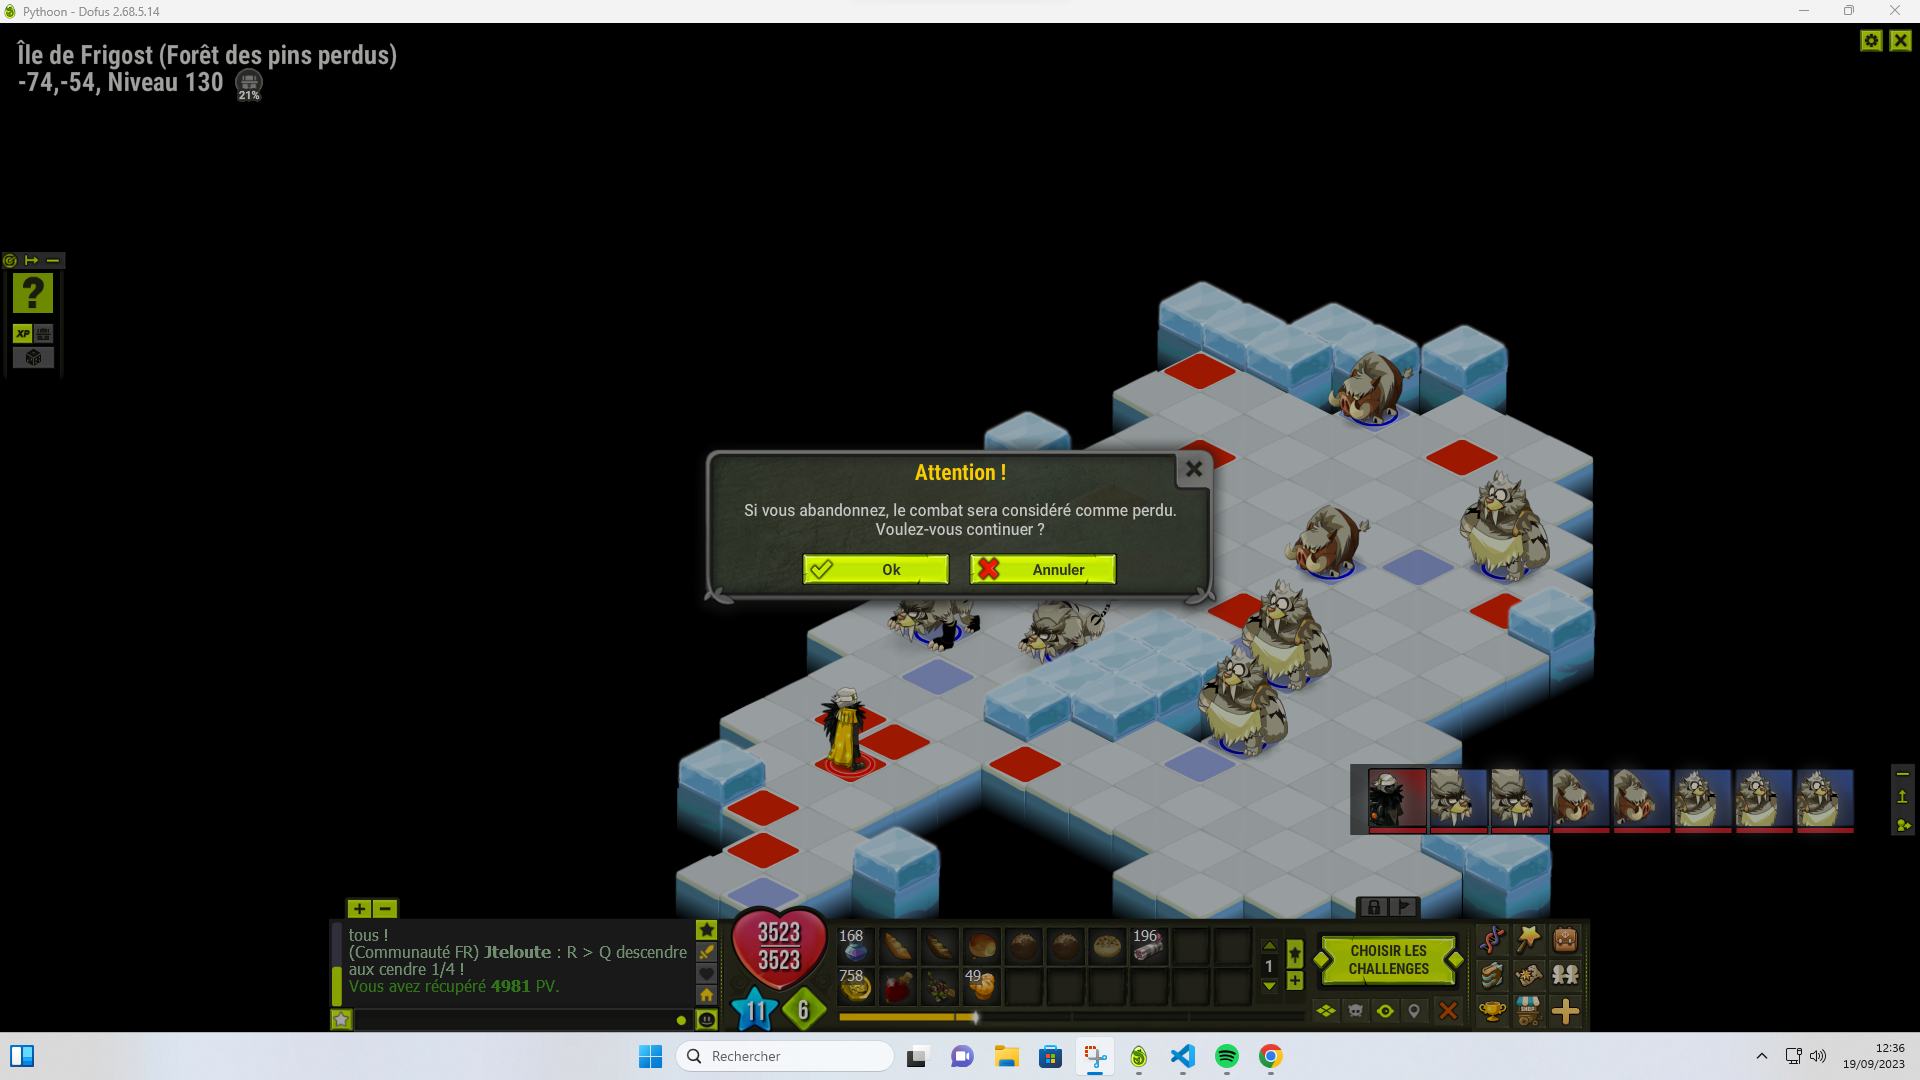 Pythoon - Dofus 2.68.5.14
Île de Frigost (Forêt des pins perdus)
-74,-54, Niveau 130
21%
?
XP
Attention !
Si vous abandonnez, le combat sera considéré comme perdu.
Voulez-vous continuer ?
Ok
Annuler
tous !
(Communauté FR) Jteloute : R > Q descendre
aux cendre 1/4 !
Vous avez récupéré 4981 PV.
3523
3523
11
6
168
196
758
49
1
CHOISIR LES
CHALLENGES
Rechercher
12:36
19/09/2023